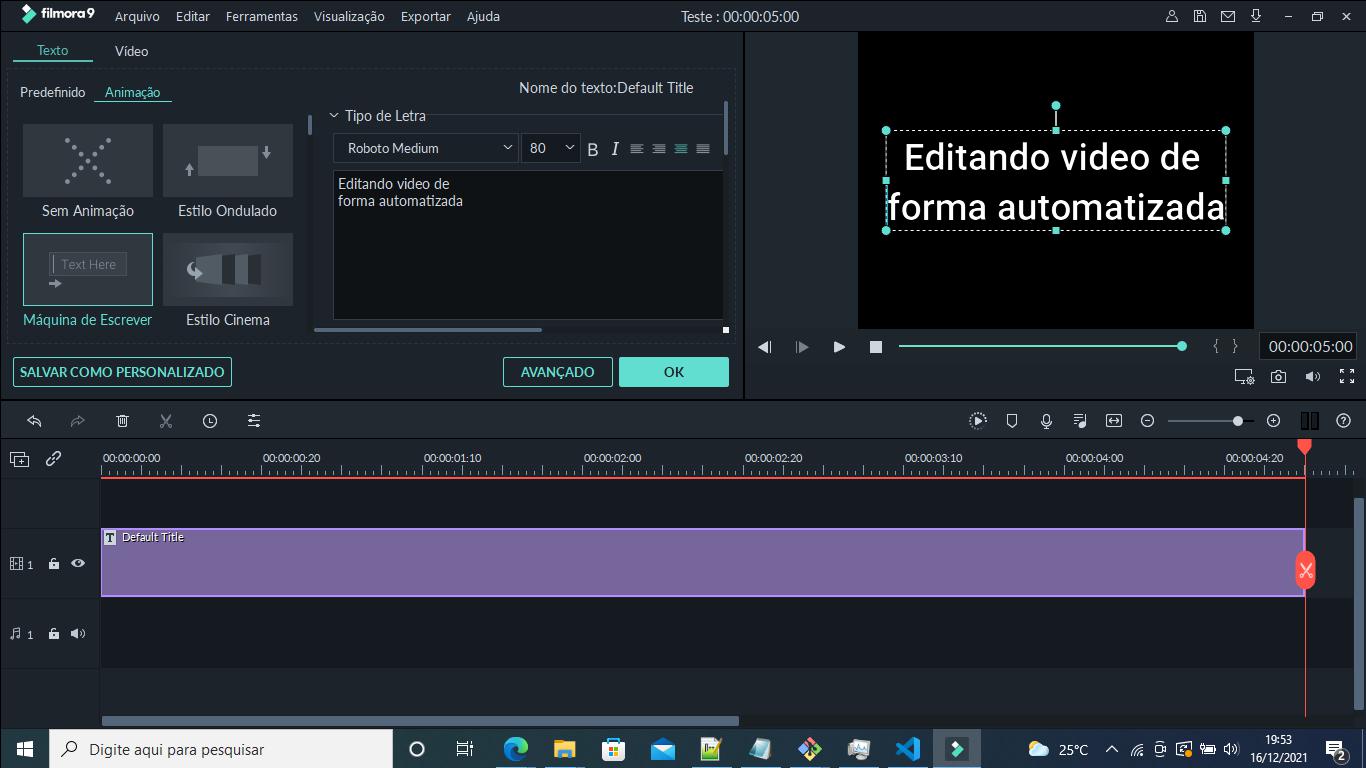 filmora 9 Arquivo Editar Ferramentas Visualização Exportar Ajuda Teste : 00:00:05:00
Texto Vídeo
Predefinido Animação
Nome do texto:Default Title
Tipo de Letra
Roboto Medium 80 B I
Editando video de
forma automatizada
Sem Animação Estilo Ondulado
Text Here
Máquina de Escrever Estilo Cinema
SALVAR COMO PERSONALIZADO AVANÇADO OK
Editando video de
forma automatizada
{ } 00:00:05:00
00:00:00:00 00:00:00:20 00:00:01:10 00:00:02:00 00:00:02:20 00:00:03:10 00:00:04:00 00:00:04:20
T Default Title
1
1
Digite aqui para pesquisar
25°C
19:53
16/12/2021
2